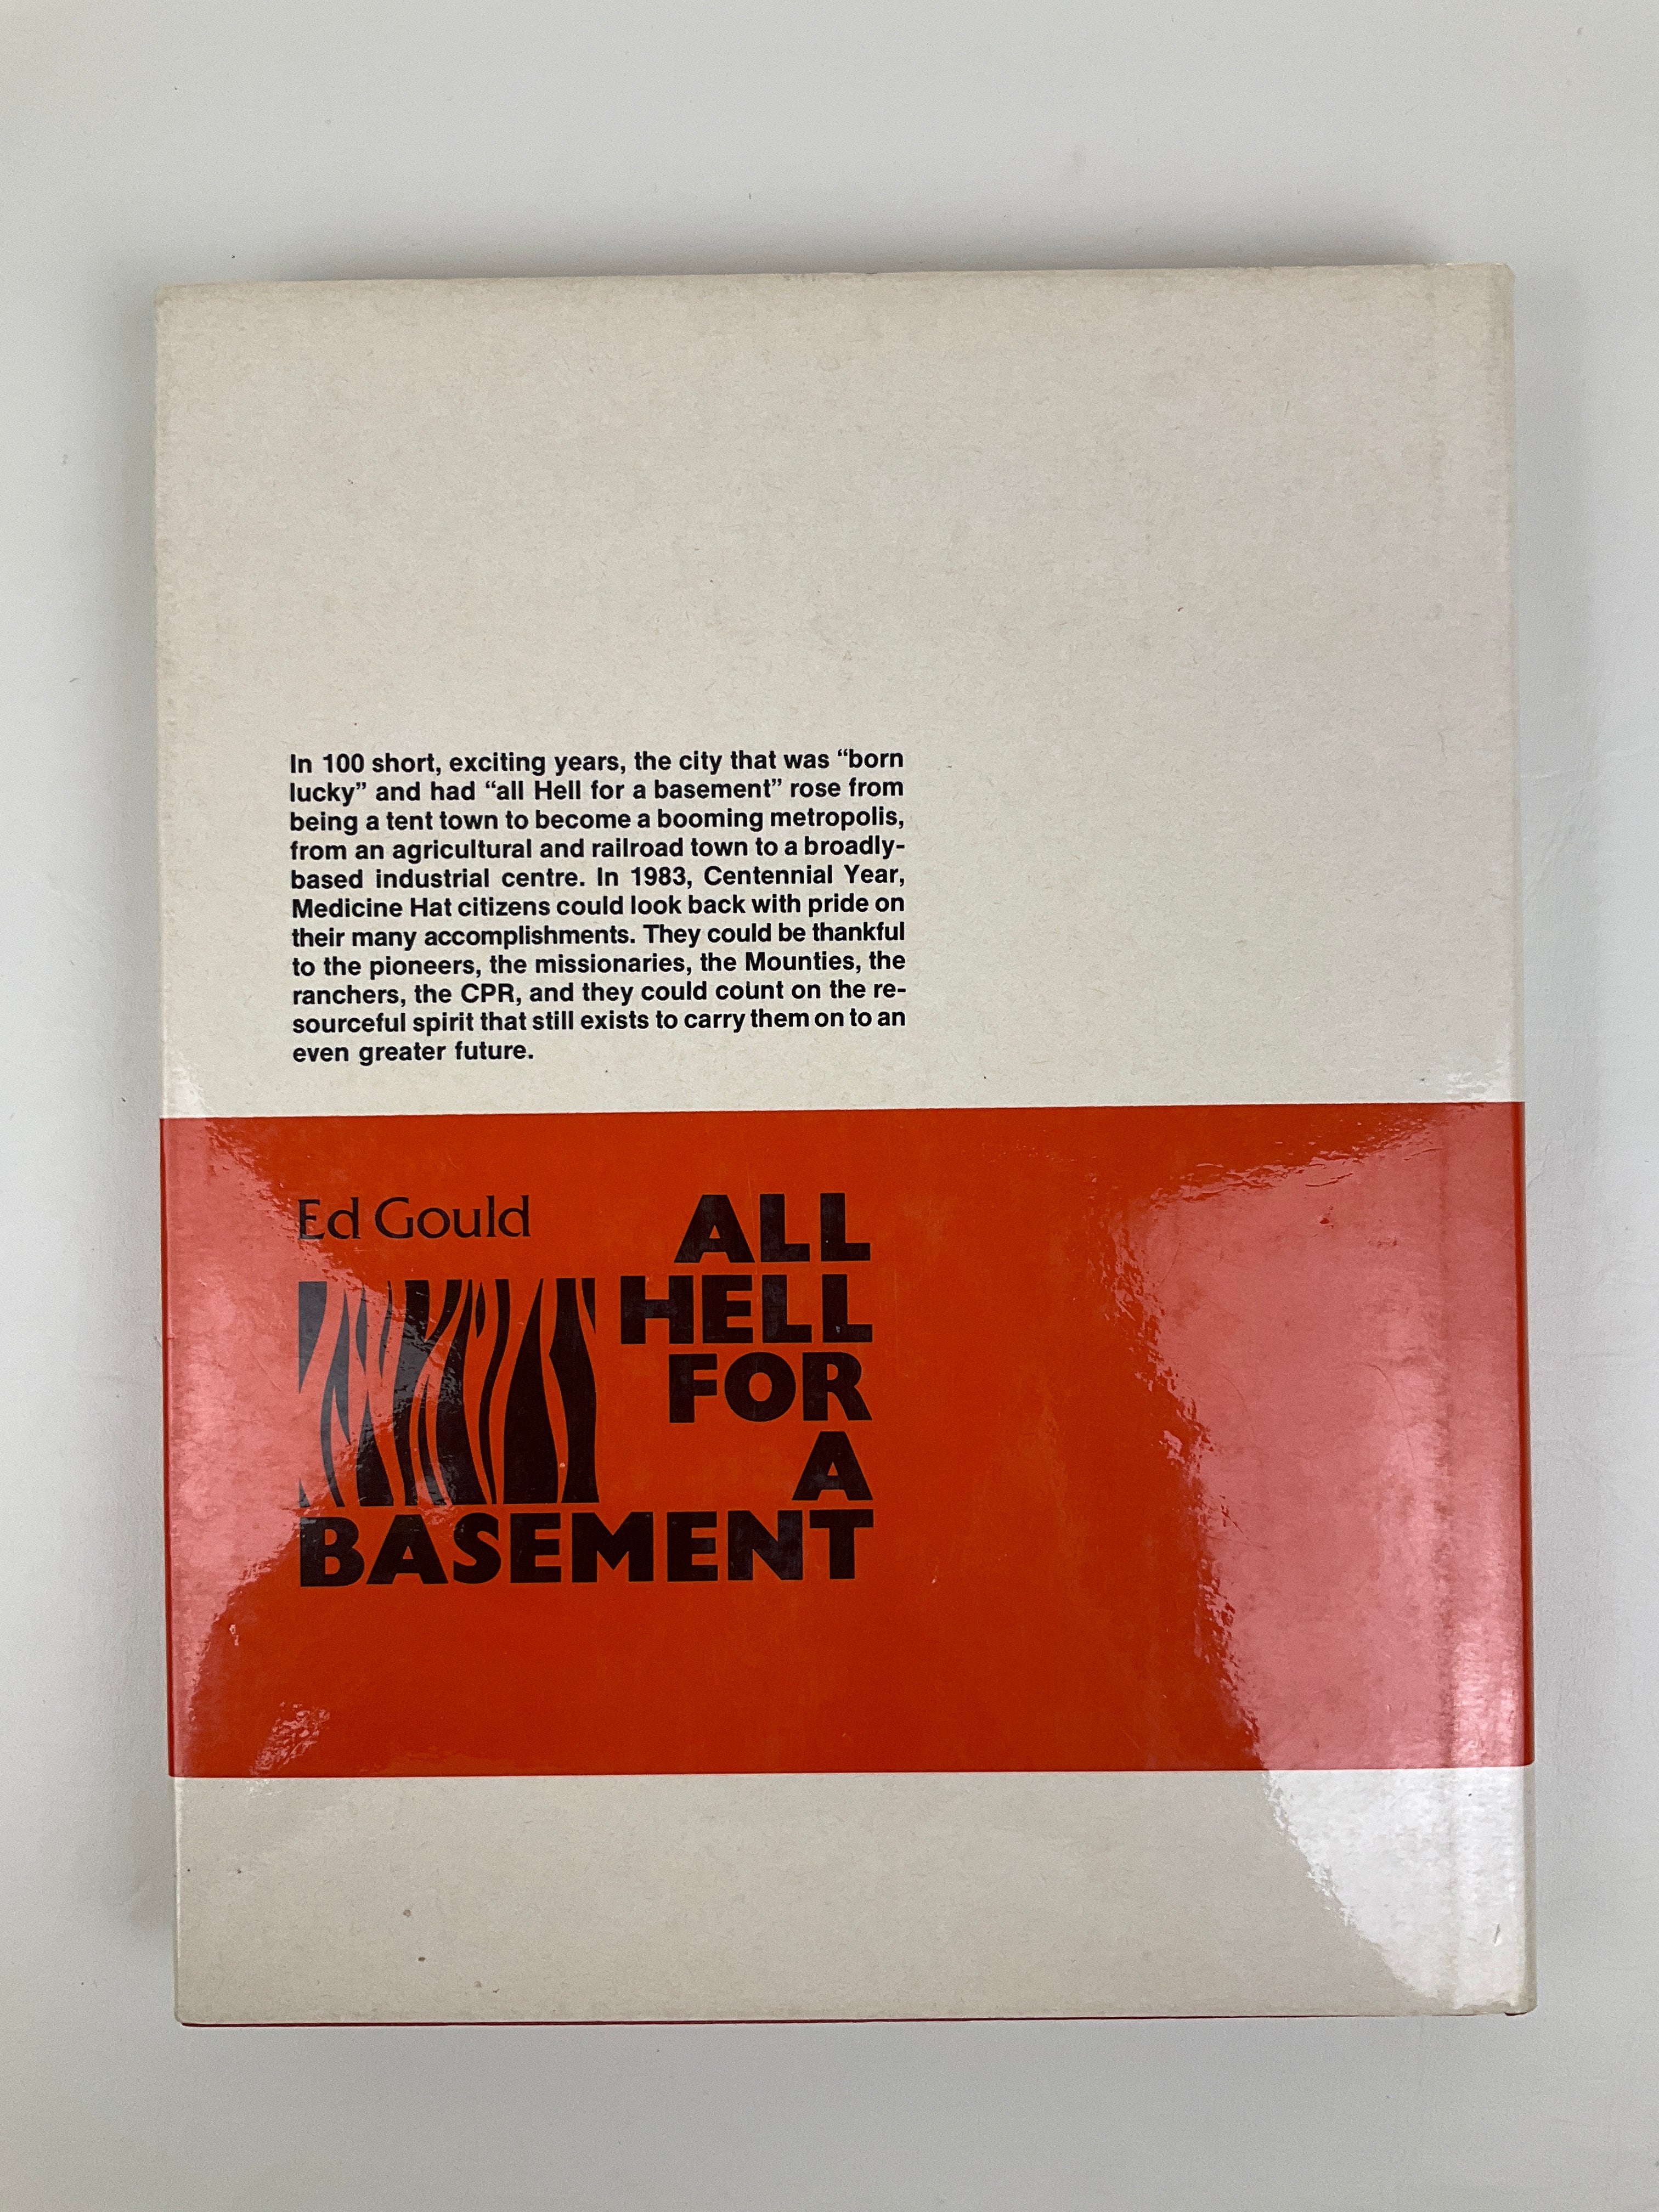 In 100 short, exciting years, the city that was “born
lucky” and had “all Hell for a basement” rose from
being a tent town to become a booming metropolis,
from an agricultural and railroad town to a broadly-
based industrial centre. In 1983, Centennial Year,
Medicine Hat citizens could look back with pride on
their many accomplishments. They could be thankful
to the pioneers, the missionaries, the Mounties, the
ranchers, the CPR, and they could count on the re-
sourceful spirit that still exists to carry them on to an
even greater future.
Ed Gould
ALL
HELL
FOR
A
BASEMENT